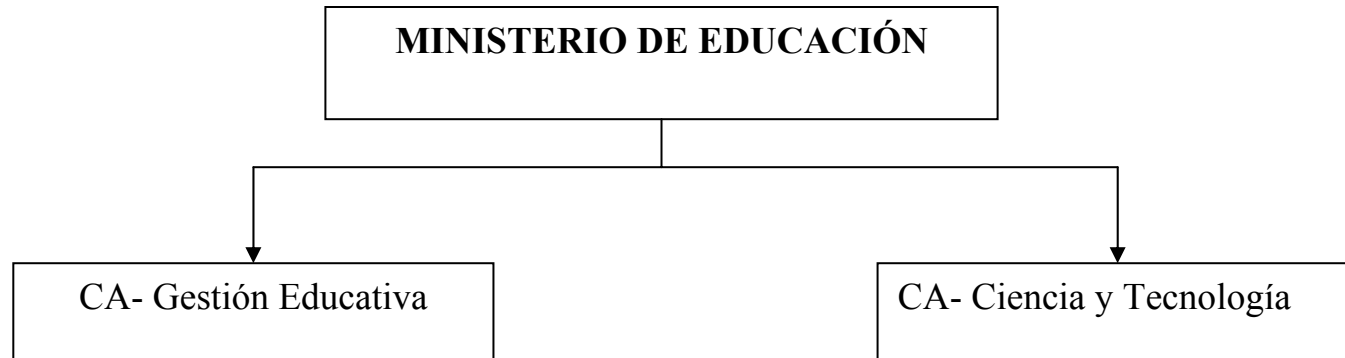 MINISTERIO DE EDUCACIÓN
CA- Gestión Educativa
CA- Ciencia y Tecnología